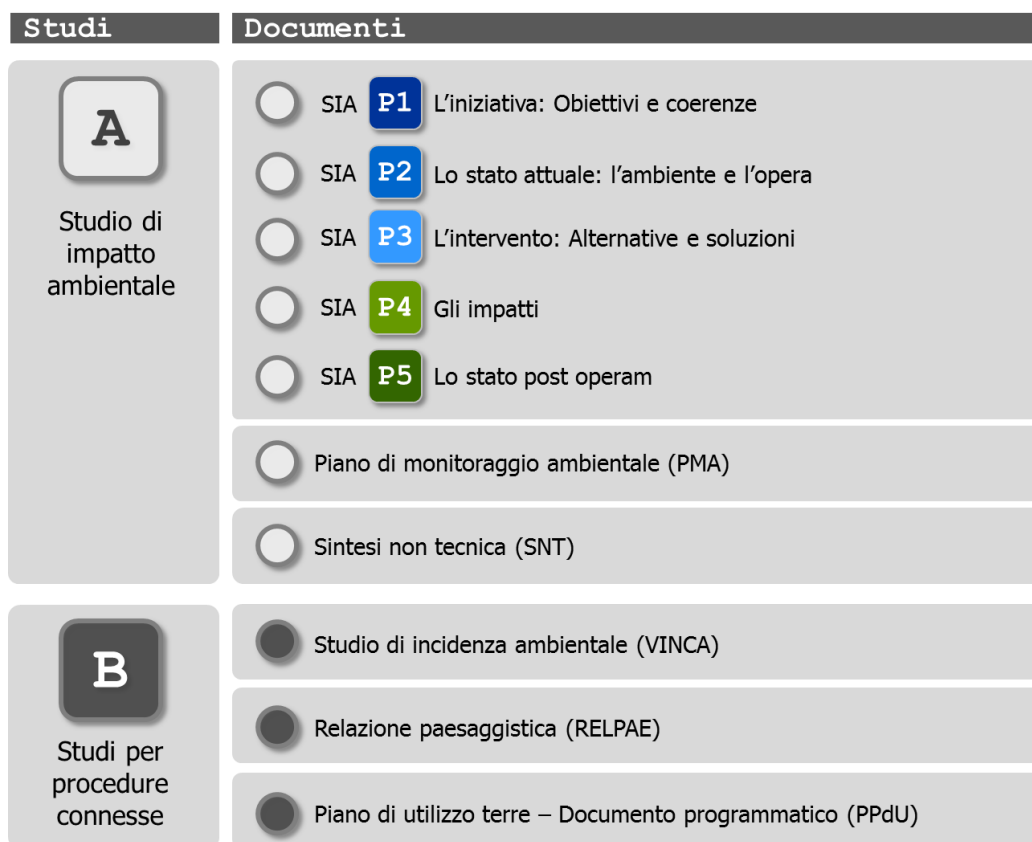 Studi
Documenti
A
Studio di
impatto
ambientale
SIA P1 L'iniziativa: Obiettivi e coerenze
SIA P2 Lo stato attuale: l'ambiente e l'opera
SIA P3 L'intervento: Alternative e soluzioni
SIA P4 Gli impatti
SIA P5 Lo stato post operam
Piano di monitoraggio ambientale (PMA)
Sintesi non tecnica (SNT)
B
Studi per
procedure
connesse
Studio di incidenza ambientale (VINCA)
Relazione paesaggistica (RELPAE)
Piano di utilizzo terre – Documento programmatico (PPdU)